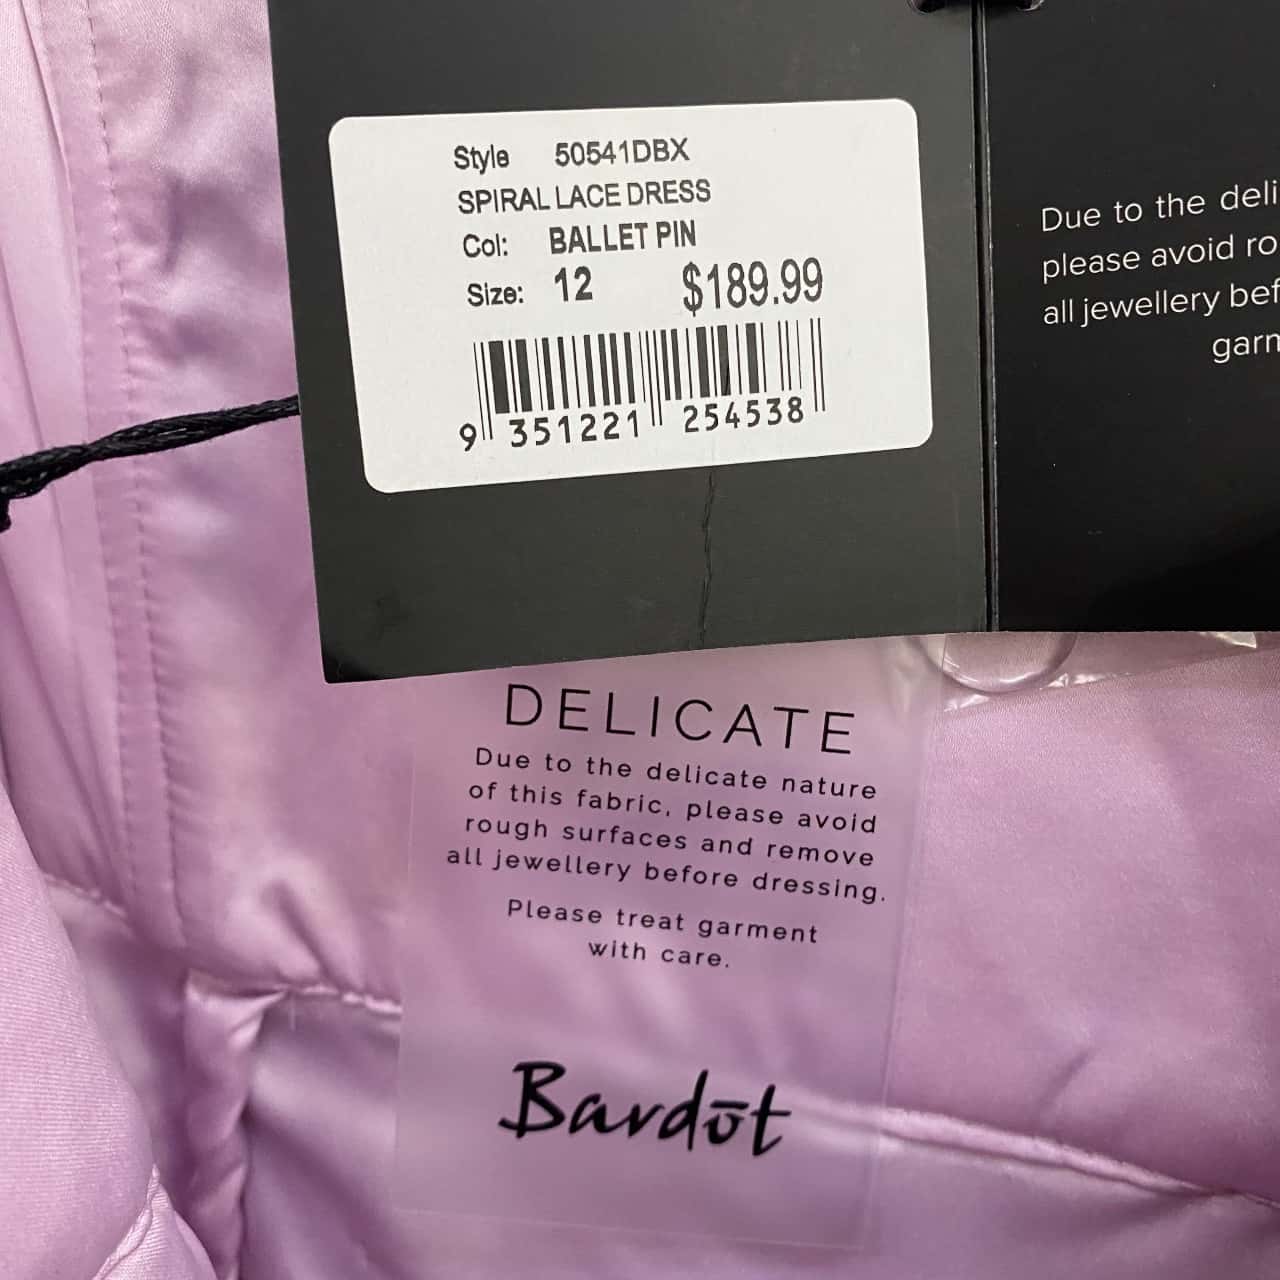 Style 50541DBX
SPIRAL LACE DRESS
Col: BALLET PIN
Size: 12 $189.99
9 351221 254538
Due to the deli
please avoid ro
all jewellery bef
garm
DELICATE
Due to the delicate nature
of this fabric, please avoid
rough surfaces and remove
all jewellery before dressing.
Please treat garment
with care.
Bardōt